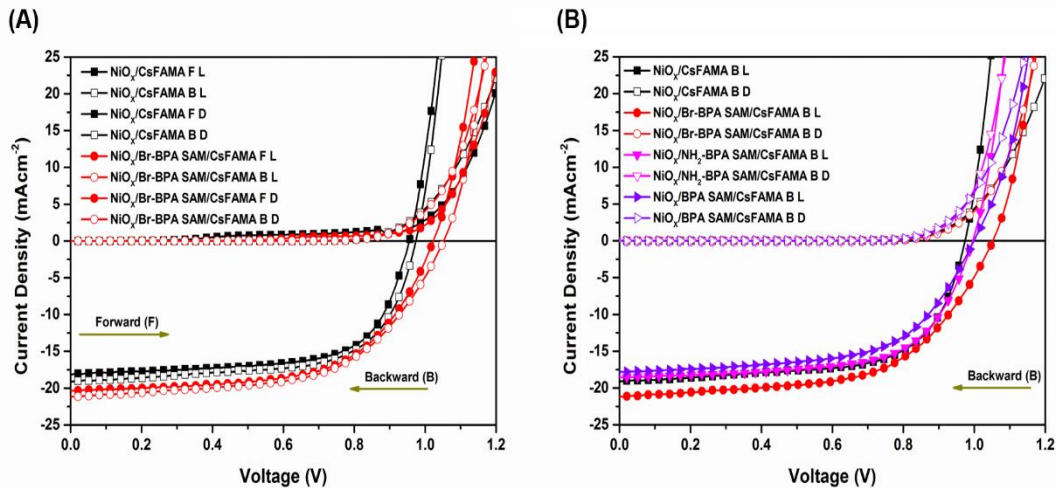 (A)
25
20
15
10
5
0
-5
-10
-15
-20
-25
Current Density (mAcm⁻²)
NiOₓ/CsFAMA F L
NiOₓ/CsFAMA B L
NiOₓ/CsFAMA F D
NiOₓ/CsFAMA B D
NiOₓ/Br-BPA SAM/CsFAMA F L
NiOₓ/Br-BPA SAM/CsFAMA B L
NiOₓ/Br-BPA SAM/CsFAMA F D
NiOₓ/Br-BPA SAM/CsFAMA B D
Forward (F)
Backward (B)
0.0 0.2 0.4 0.6 0.8 1.0 1.2
Voltage (V)
(B)
25
20
15
10
5
0
-5
-10
-15
-20
-25
Current Density (mAcm⁻²)
NiOₓ/CsFAMA B L
NiOₓ/CsFAMA B D
NiOₓ/Br-BPA SAM/CsFAMA B L
NiOₓ/Br-BPA SAM/CsFAMA B D
NiOₓ/NH₂-BPA SAM/CsFAMA B L
NiOₓ/NH₂-BPA SAM/CsFAMA B D
NiOₓ/BPA SAM/CsFAMA B L
NiOₓ/BPA SAM/CsFAMA B D
Backward (B)
0.0 0.2 0.4 0.6 0.8 1.0 1.2
Voltage (V)